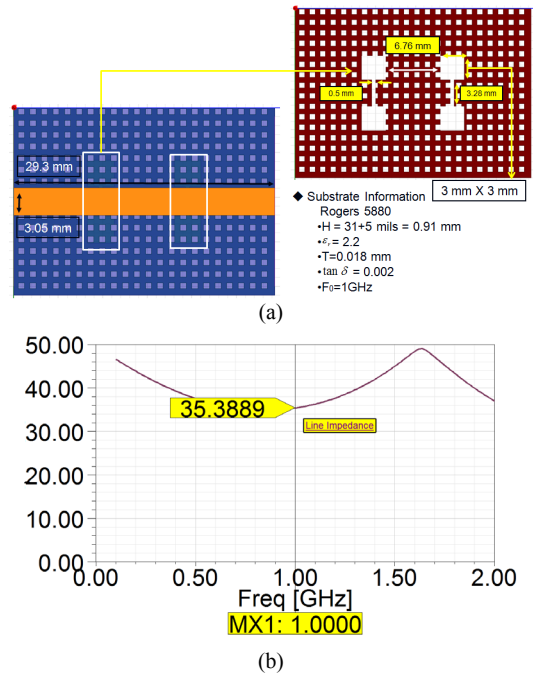 6.76 mm
0.5 mm
3.28 mm
29.3 mm
3.05 mm
3 mm X 3 mm
◆ Substrate Information
Rogers 5880
•H = 31+5 mils = 0.91 mm
•εr = 2.2
•T=0.018 mm
•tan δ = 0.002
•F0=1GHz
(a)
50.00
40.00
30.00
20.00
10.00
0.00
35.3889
Line Impedance
0.00 0.50 1.00 1.50 2.00
Freq [GHz]
MX1: 1.0000
(b)